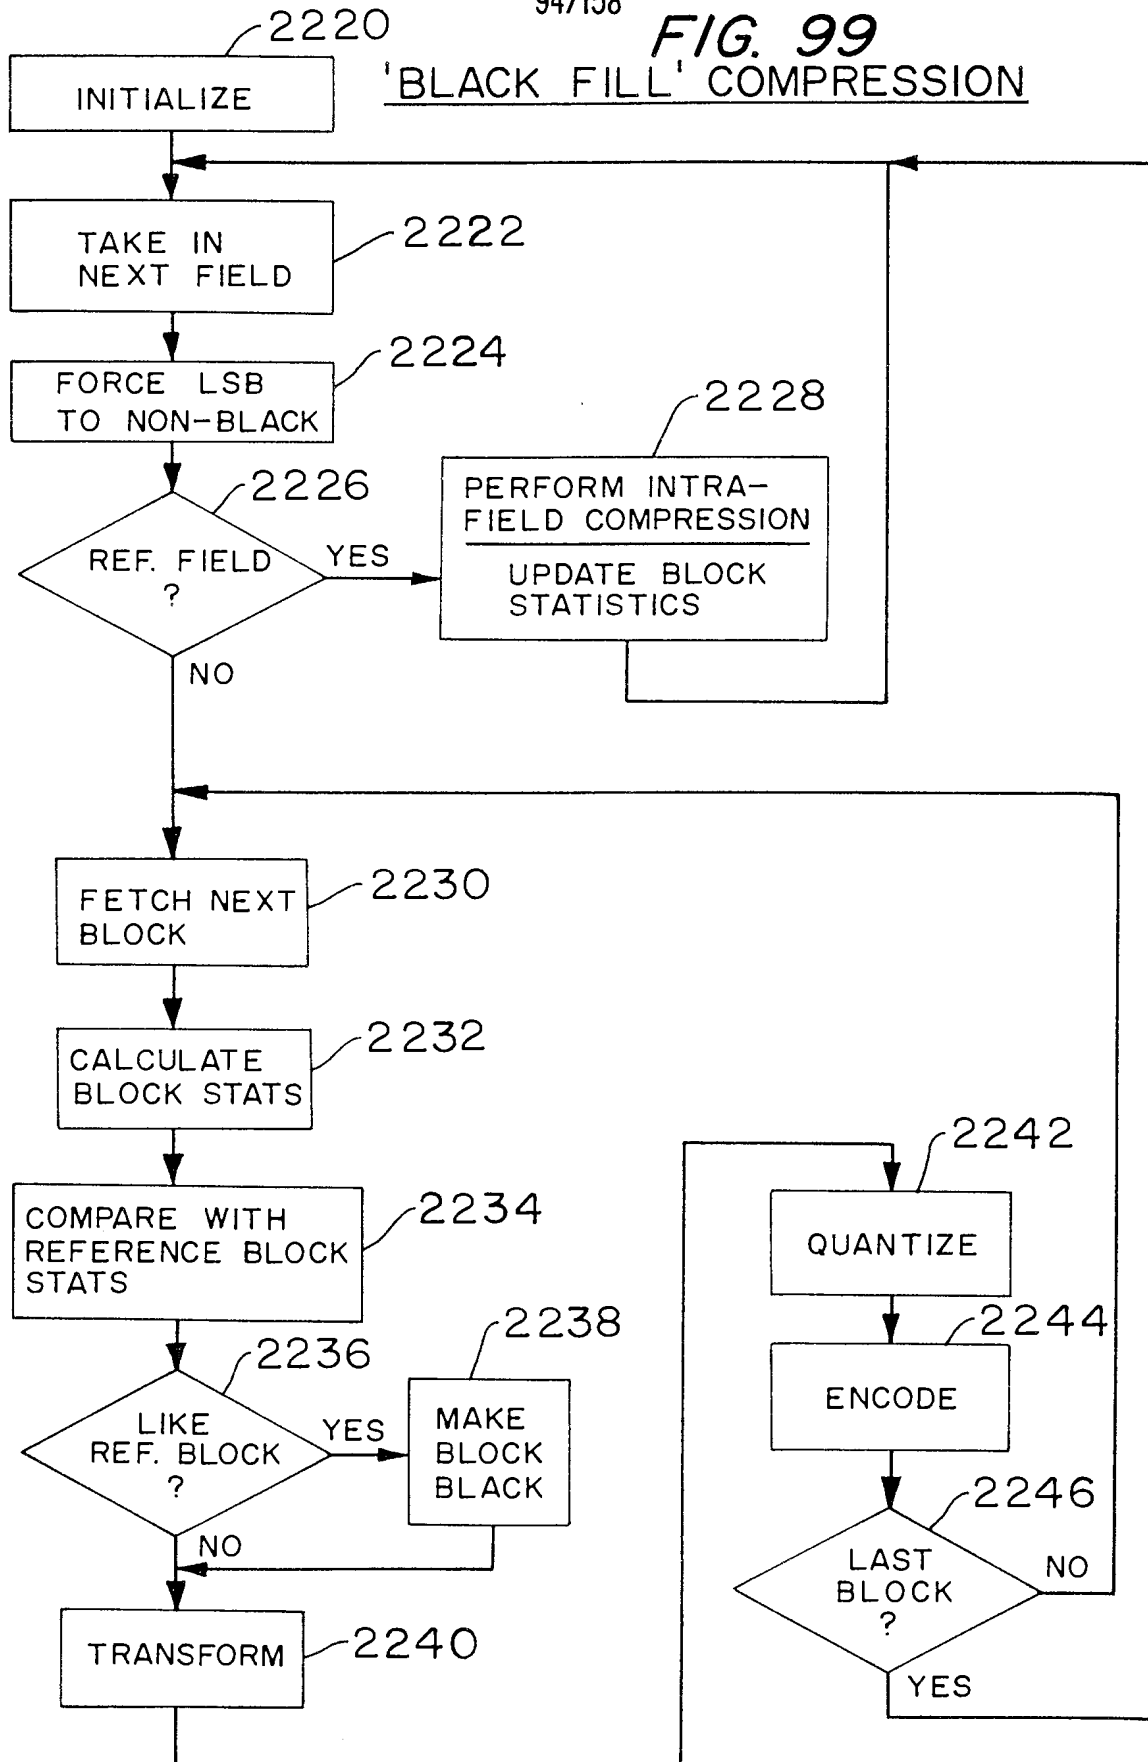 947158
FIG. 99
'BLACK FILL' COMPRESSION
2220
INITIALIZE
2222
TAKE IN
NEXT FIELD
2224
FORCE LSB
TO NON-BLACK
2226
REF. FIELD
?
YES
NO
2228
PERFORM INTRA-
FIELD COMPRESSION
UPDATE BLOCK
STATISTICS
2230
FETCH NEXT
BLOCK
2232
CALCULATE
BLOCK STATS
2234
COMPARE WITH
REFERENCE BLOCK
STATS
2236
LIKE
REF. BLOCK
?
YES
NO
2238
MAKE
BLOCK
BLACK
2240
TRANSFORM
2242
QUANTIZE
2244
ENCODE
2246
LAST
BLOCK
?
NO
YES